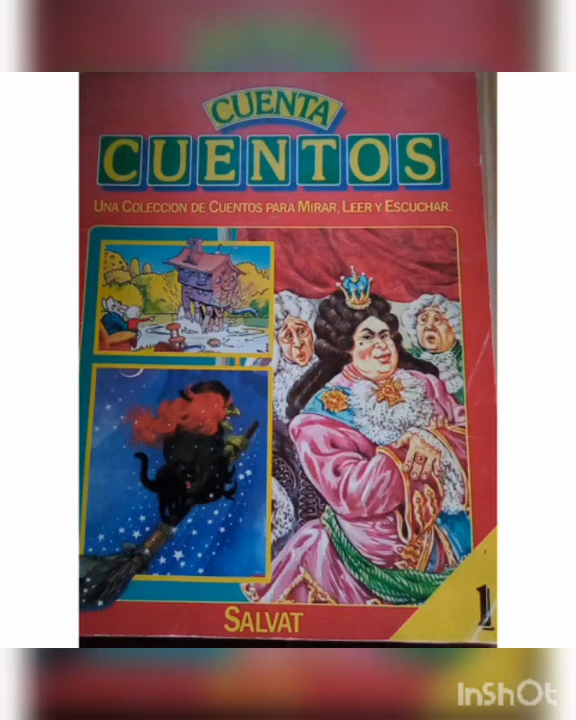 CUENTA
CUENTOS
UNA COLECCION DE CUENTOS PARA MIRAR, LEER Y ESCUCHAR.
SALVAT
1
InShOt